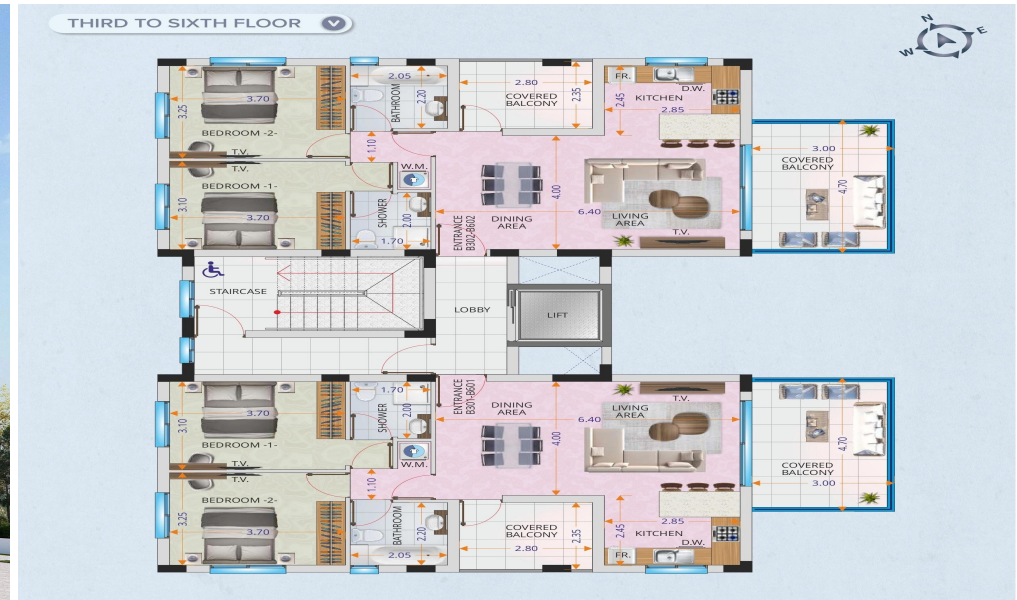 THIRD TO SIXTH FLOOR V
N
E
W
2.05
2.80
FR.
D.W.
3.25
3.70
BATHROOM
2.20
COVERED
BALCONY
2.35
2.45
KITCHEN
2.85
BEDROOM -2-
T.V.
1.10
3.00
COVERED
BALCONY
4.70
T.V.
W.M.
BEDROOM -1-
3.10
3.70
SHOWER
2.00
1.70
ENTRANCE
B302-B602
DINING
AREA
4.00
6.40
LIVING
AREA
T.V.
STAIRCASE
LOBBY
LIFT
ENTRANCE
B301-B601
1.70
3.10
3.70
SHOWER
2.00
DINING
AREA
4.00
6.40
T.V.
LIVING
AREA
4.70
BEDROOM -1-
T.V.
W.M.
COVERED
BALCONY
3.00
T.V.
1.10
BEDROOM -2-
3.25
3.70
BATHROOM
2.20
2.05
COVERED
BALCONY
2.80
2.35
2.45
2.85
KITCHEN
D.W.
FR.